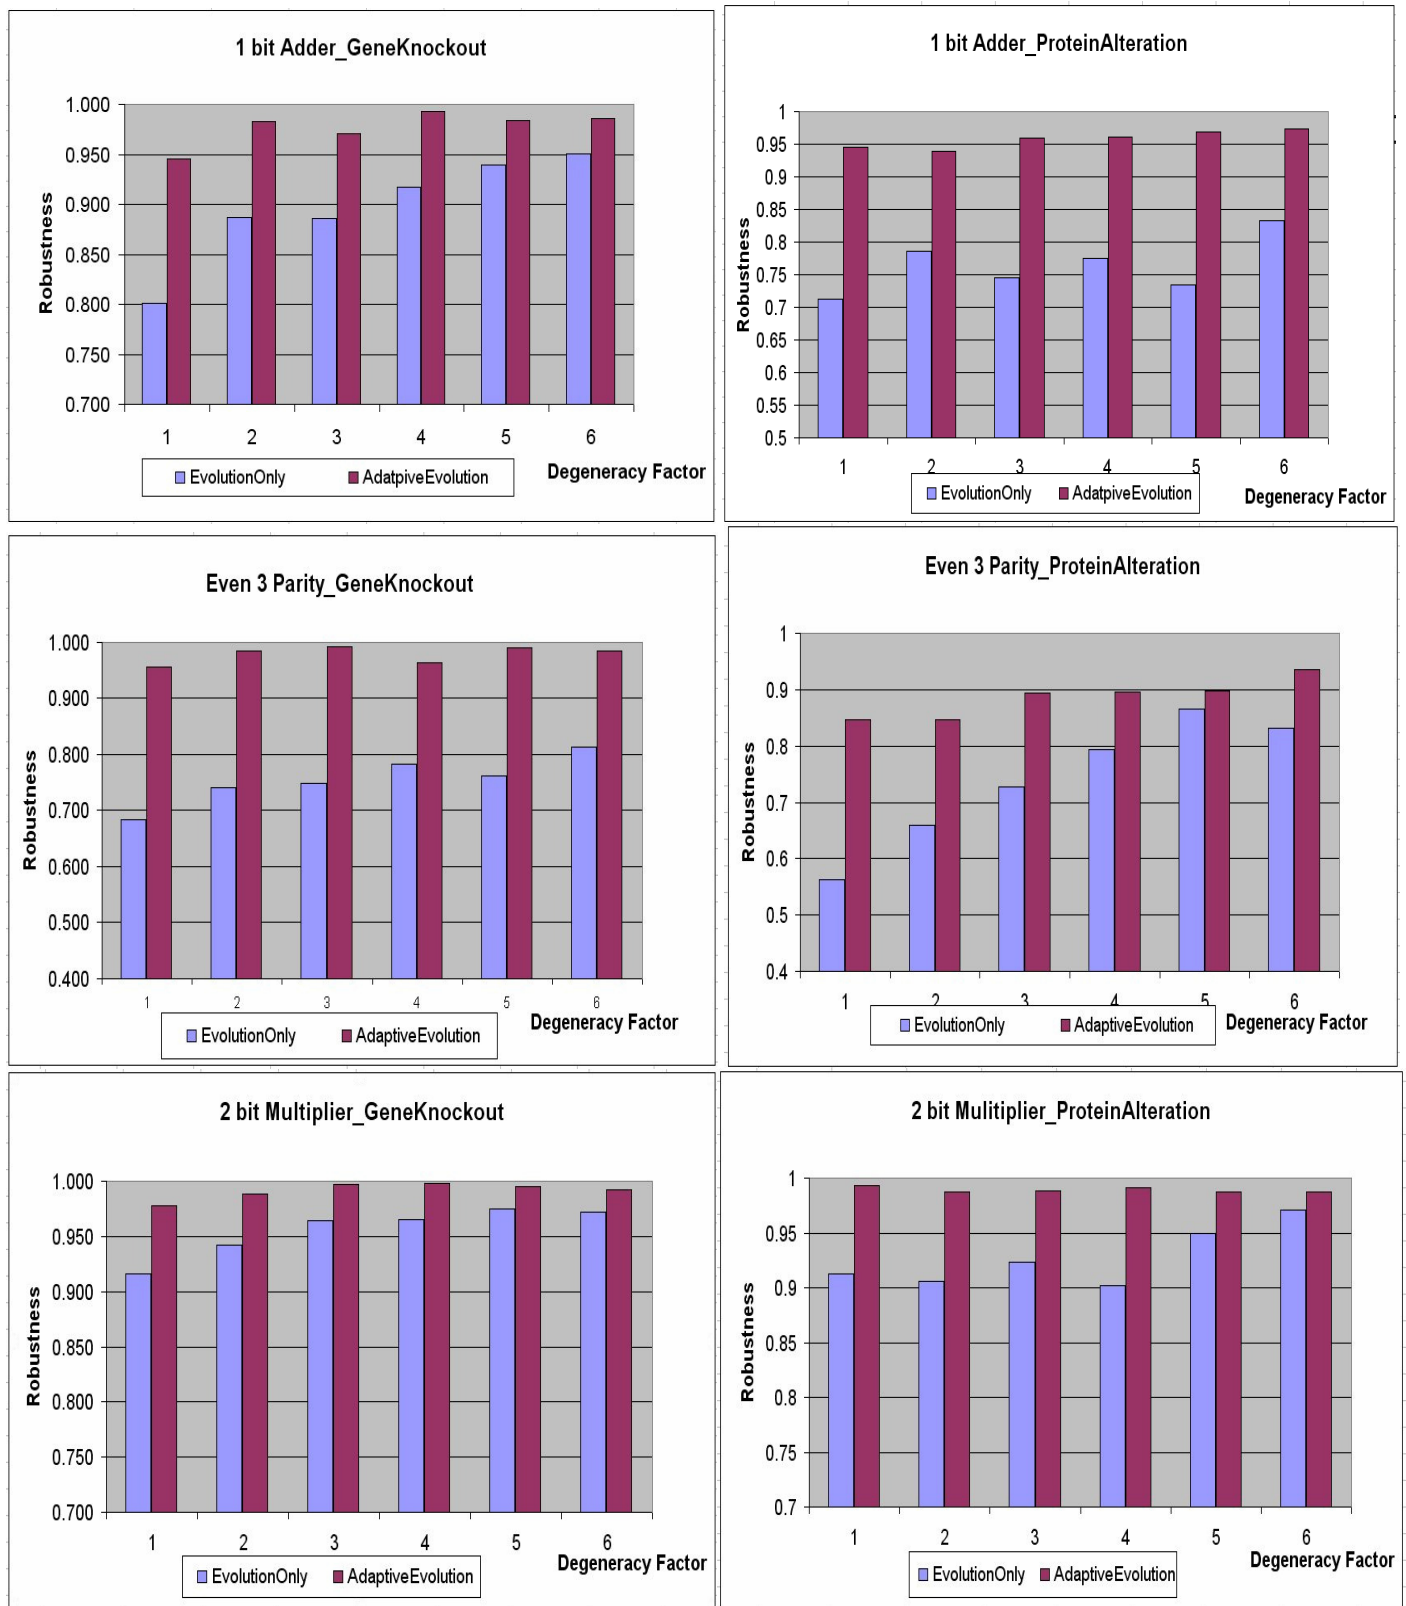 1 bit Adder_GeneKnockout
Robustness
1.000
0.950
0.900
0.850
0.800
0.750
0.700
1 2 3 4 5 6
EvolutionOnly AdatpiveEvolution
Degeneracy Factor
1 bit Adder_ProteinAlteration
Robustness
1
0.95
0.9
0.85
0.8
0.75
0.7
0.65
0.6
0.55
0.5
1 2 3 4 5 6
EvolutionOnly AdatpiveEvolution
Degeneracy Factor
Even 3 Parity_GeneKnockout
Robustness
1.000
0.900
0.800
0.700
0.600
0.500
0.400
1 2 3 4 5 6
EvolutionOnly AdaptiveEvolution
Degeneracy Factor
Even 3 Parity_ProteinAlteration
Robustness
1
0.9
0.8
0.7
0.6
0.5
0.4
1 2 3 4 5 6
EvolutionOnly AdaptiveEvolution
Degeneracy Factor
2 bit Multiplier_GeneKnockout
Robustness
1.000
0.950
0.900
0.850
0.800
0.750
0.700
1 2 3 4 5 6
EvolutionOnly AdaptiveEvolution
Degeneracy Factor
2 bit Mulitiplier_ProteinAlteration
Robustness
1
0.95
0.9
0.85
0.8
0.75
0.7
1 2 3 4 5 6
EvolutionOnly AdaptiveEvolution
Degeneracy Factor